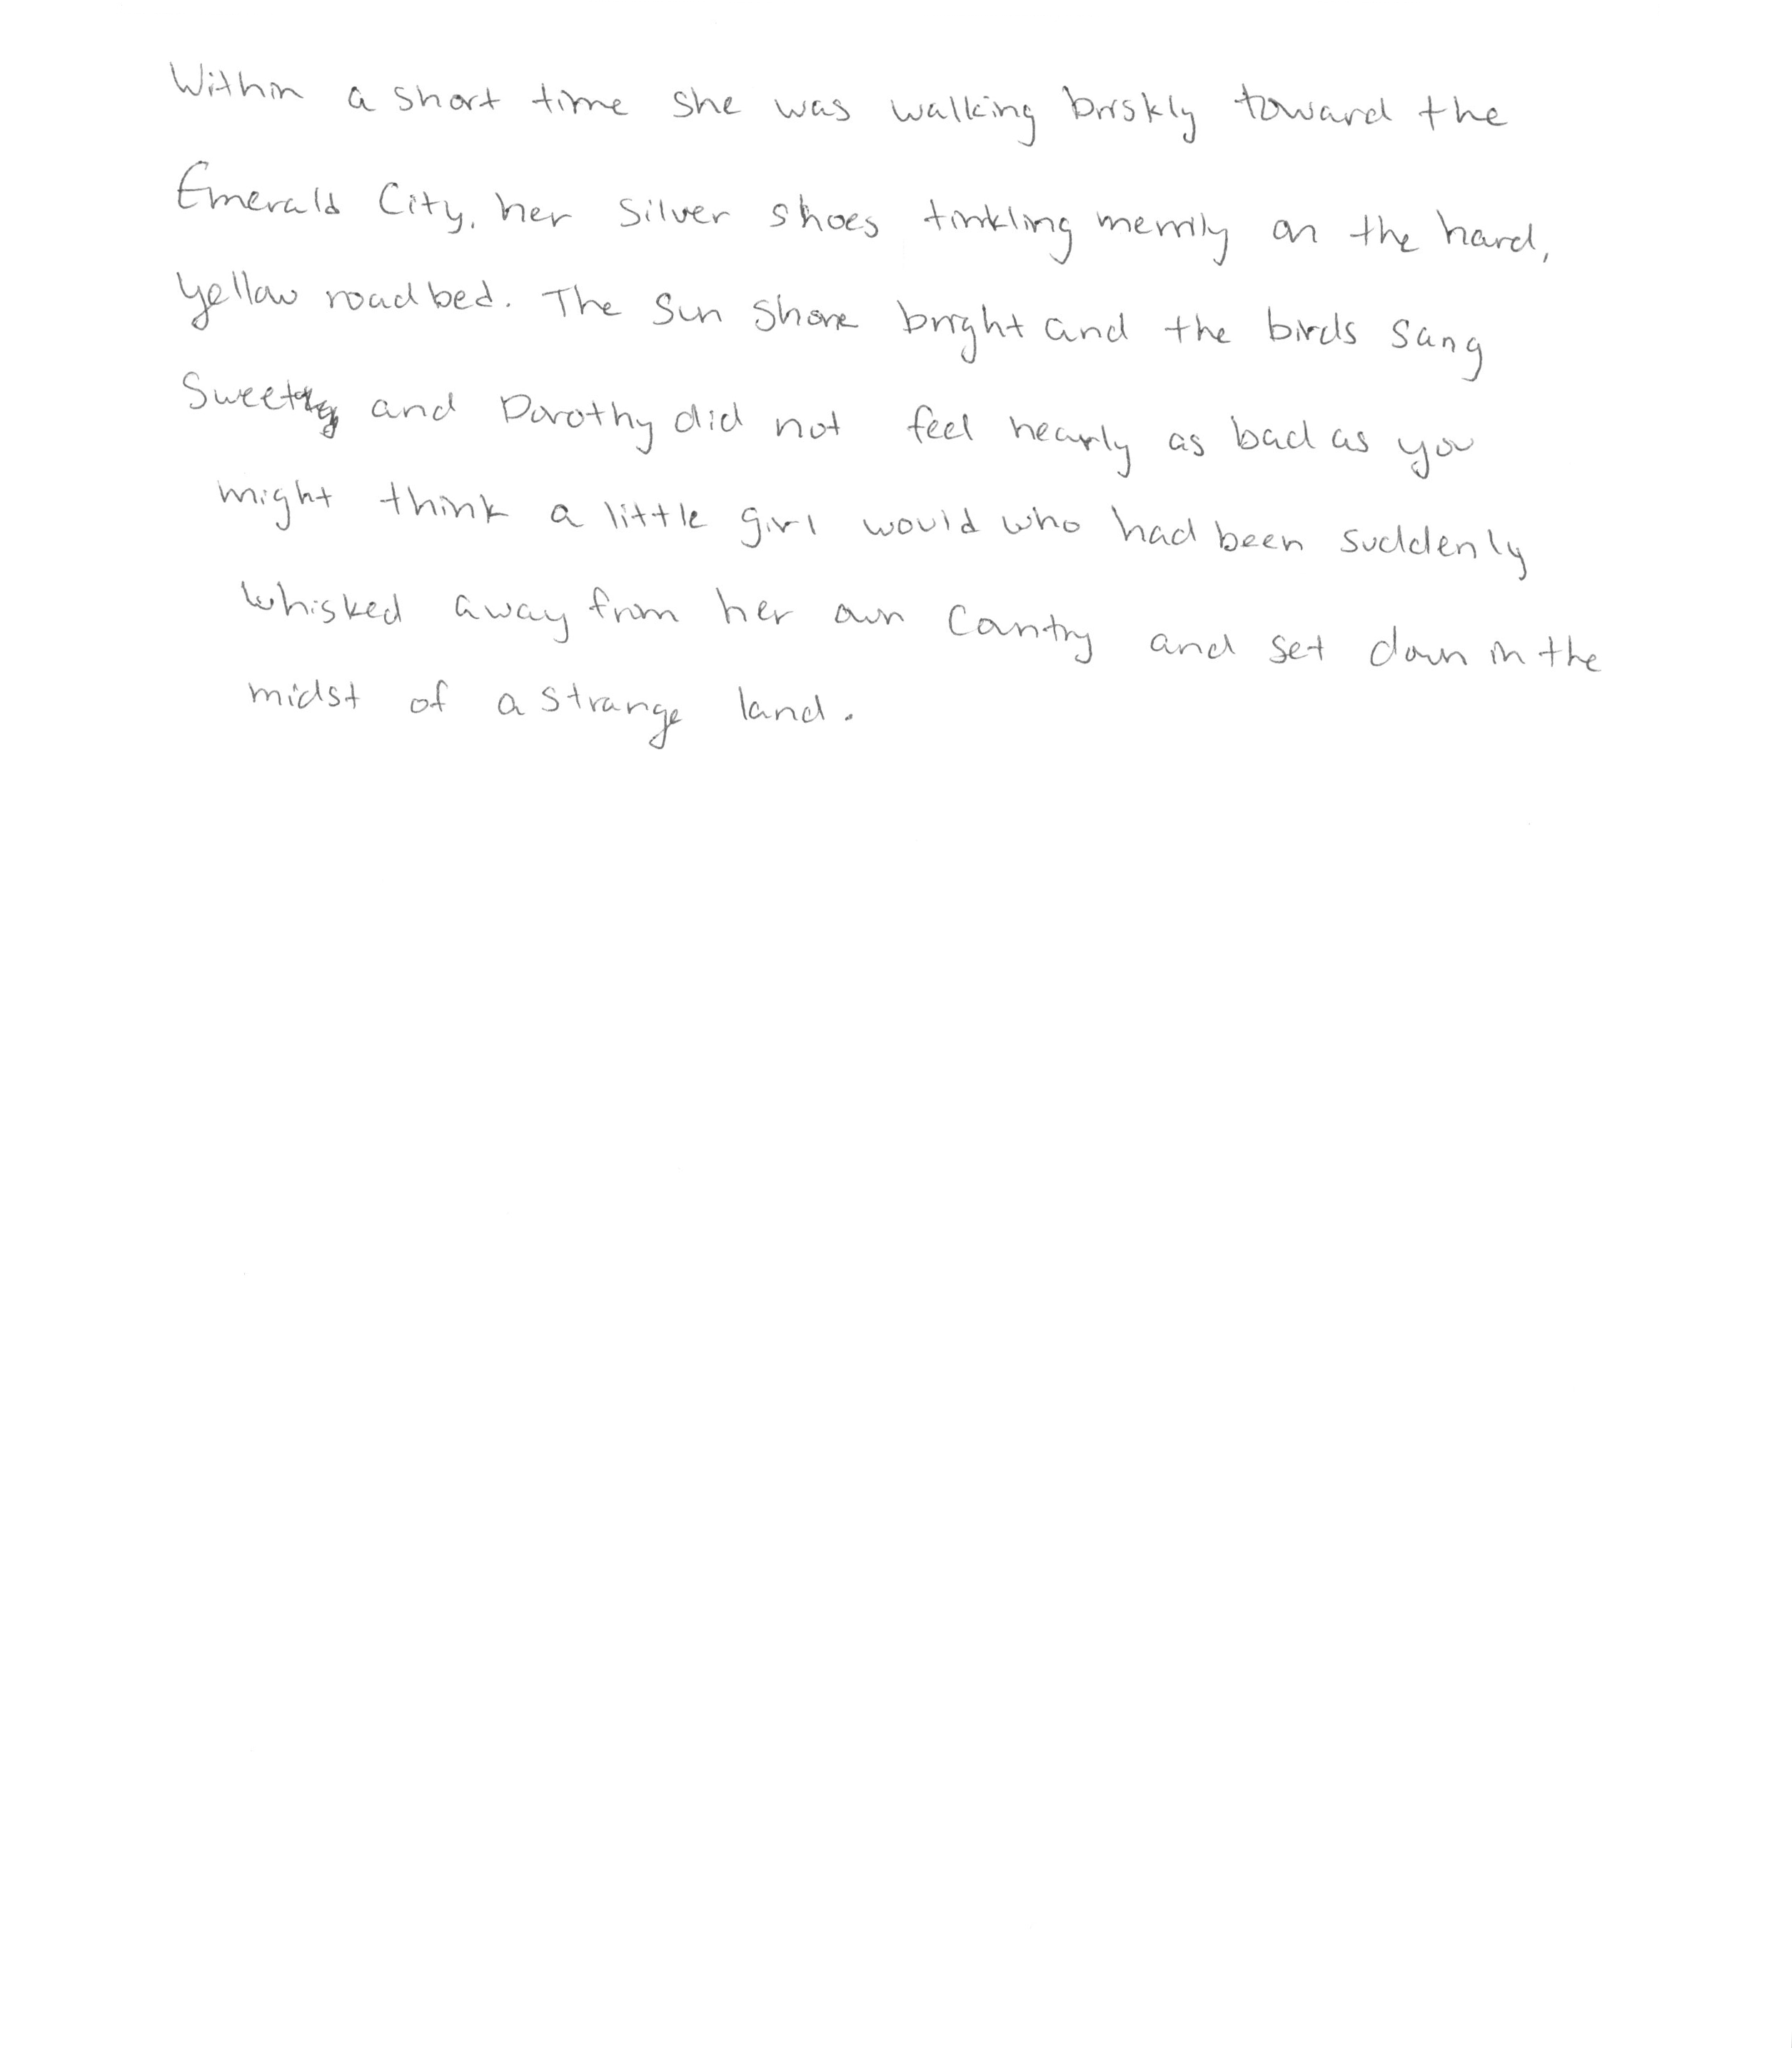 Within a short time she was walking briskly toward the
Emerald City, her silver shoes tinkling merrily on the hard,
yellow roadbed. The sun shone bright and the birds sang
sweetly and Dorothy did not feel nearly as bad as you
might think a little girl would who had been suddenly
whisked away from her own country and set down in the
midst of a strange land.